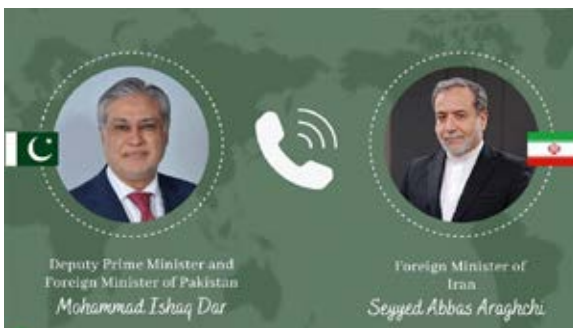 Deputy Prime Minister and
Foreign Minister of Pakistan
Mohammad Ishaq Dar
Foreign Minister of
Iran
Seyyed Abbas Araghchi